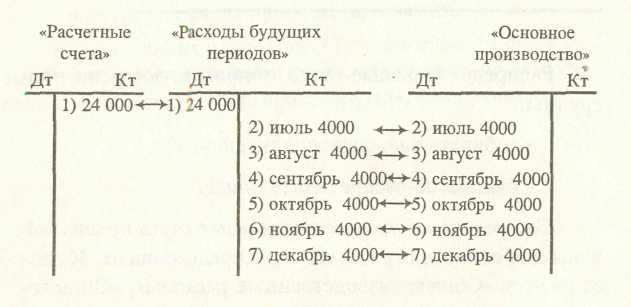 «Расчетные счета»
«Расходы будущих периодов»
«Основное производство»
Дт Кт Дт Кт Дт Кт
1) 24 000 1) 24 000
2) июль 4000 2) июль 4000
3) август 4000 3) август 4000
4) сентябрь 4000 4) сентябрь 4000
5) октябрь 4000 5) октябрь 4000
6) ноябрь 4000 6) ноябрь 4000
7) декабрь 4000 7) декабрь 4000